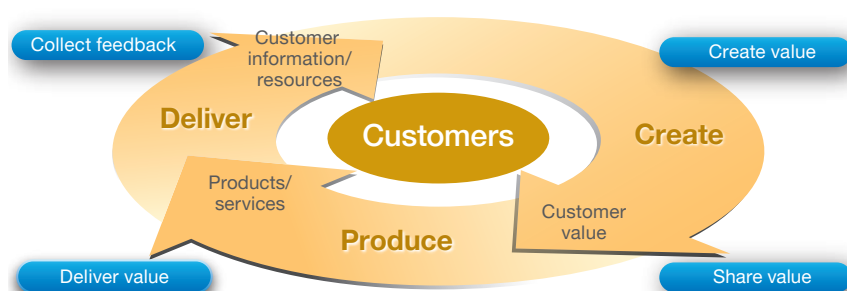 Collect feedback
Customer
information/
resources
Create value
Deliver
Customers
Create
Products/
services
Customer
value
Produce
Deliver value
Share value